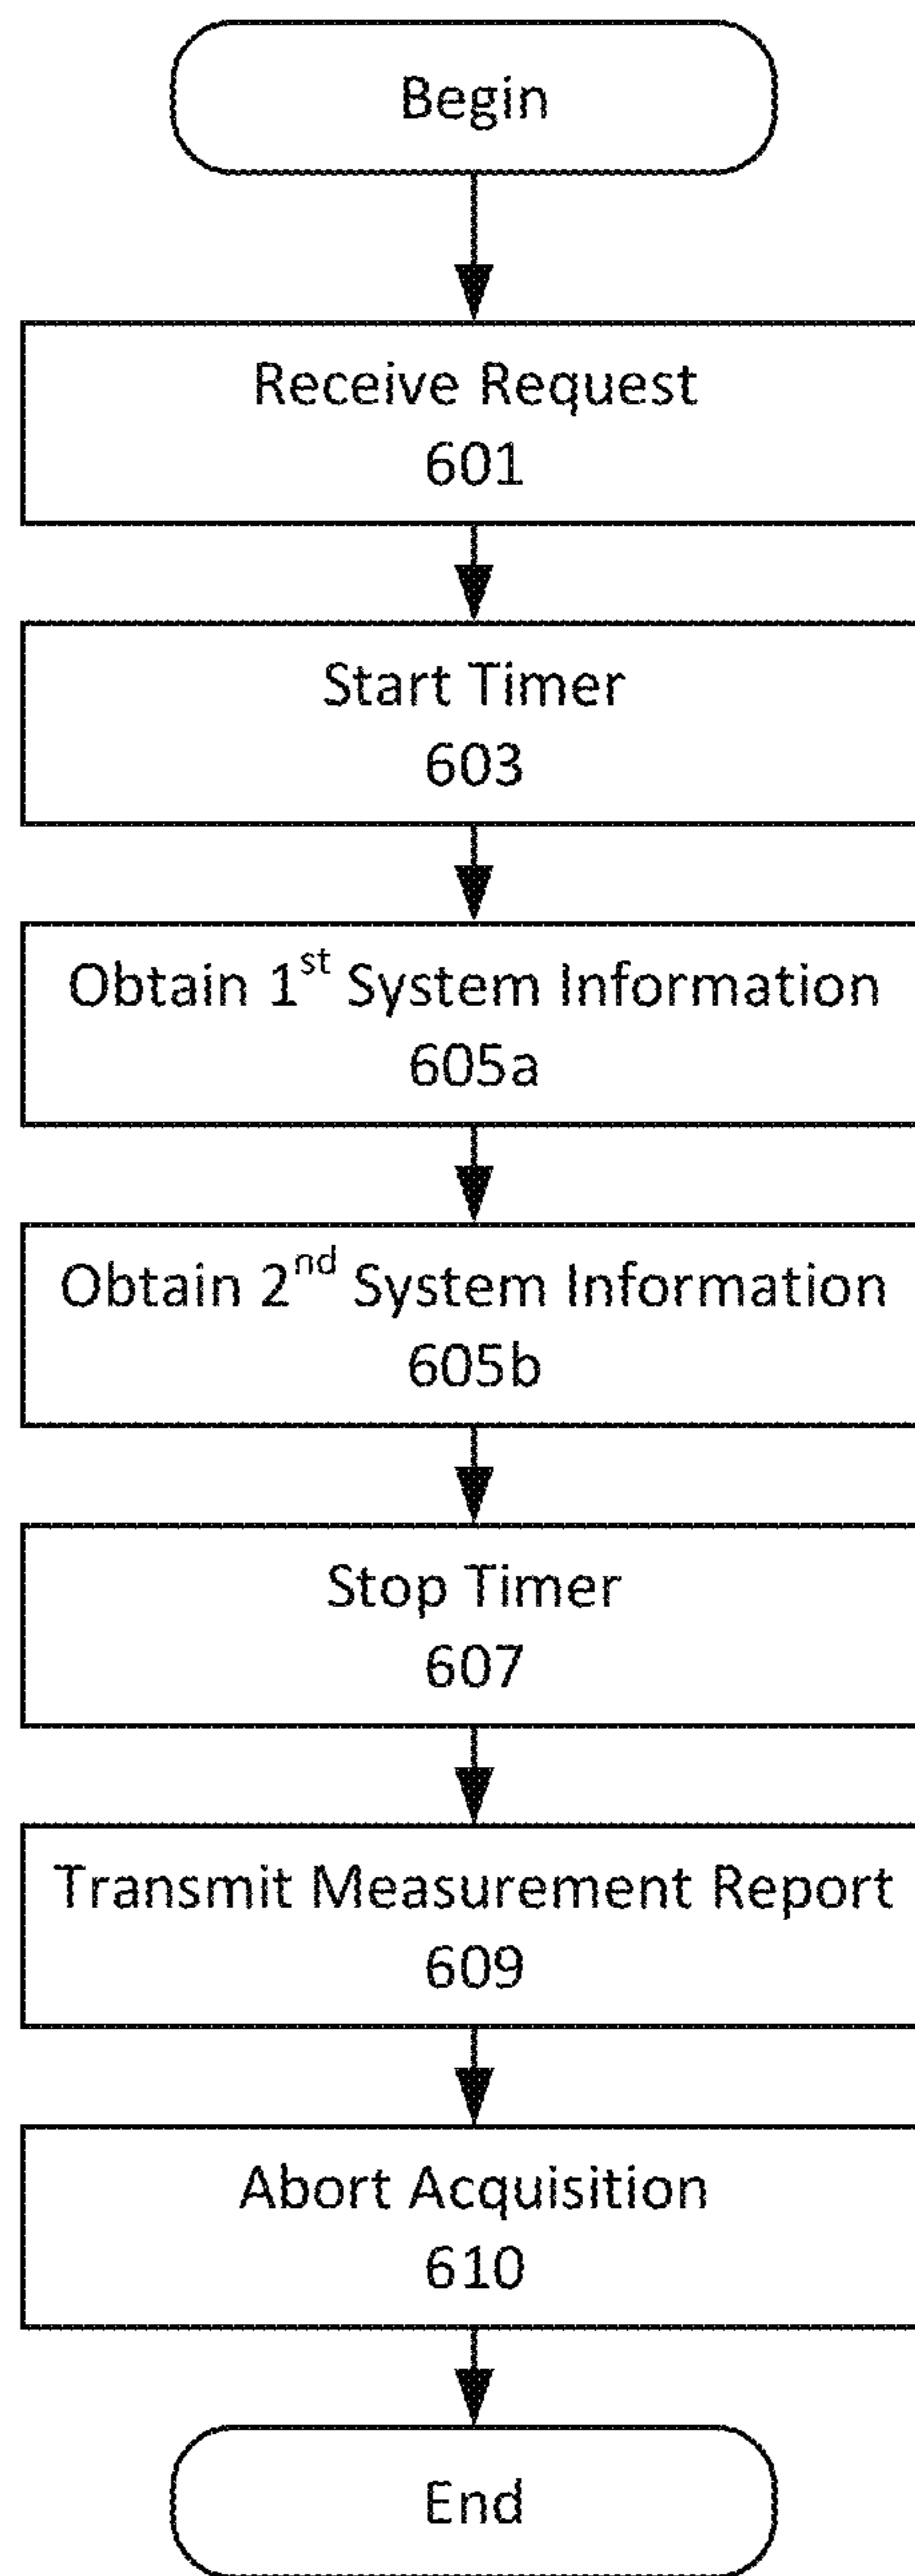 Begin
Receive Request
601
Start Timer
603
Obtain 1st System Information
605a
Obtain 2nd System Information
605b
Stop Timer
607
Transmit Measurement Report
609
Abort Acquisition
610
End